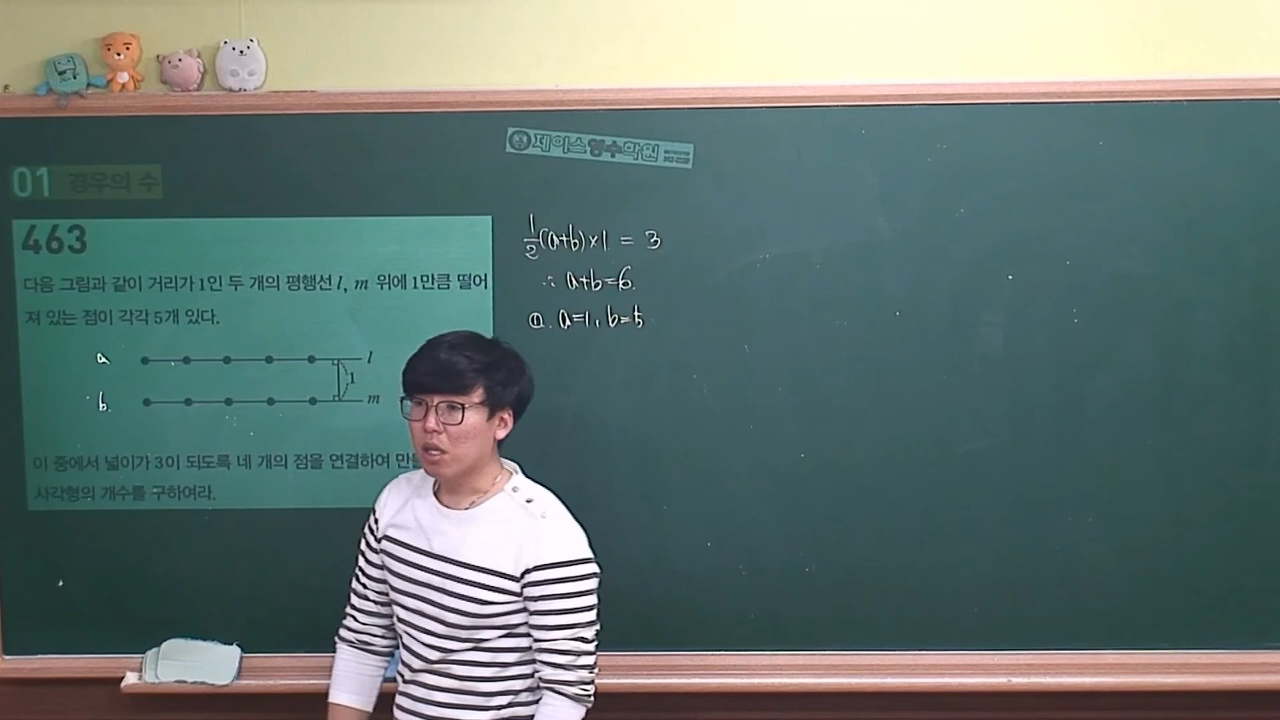 제이스영수학원
01 경우의 수
463
다음 그림과 같이 거리가 1인 두 개의 평행선 l, m 위에 1만큼 떨어
져 있는 점이 각각 5개 있다.
a l
1
b. m
이 중에서 넓이가 3이 되도록 네 개의 점을 연결하여
사각형의 개수를 구하여라.
½(a+b)×1 = 3
∴ a+b=6.
①. a=1, b=5